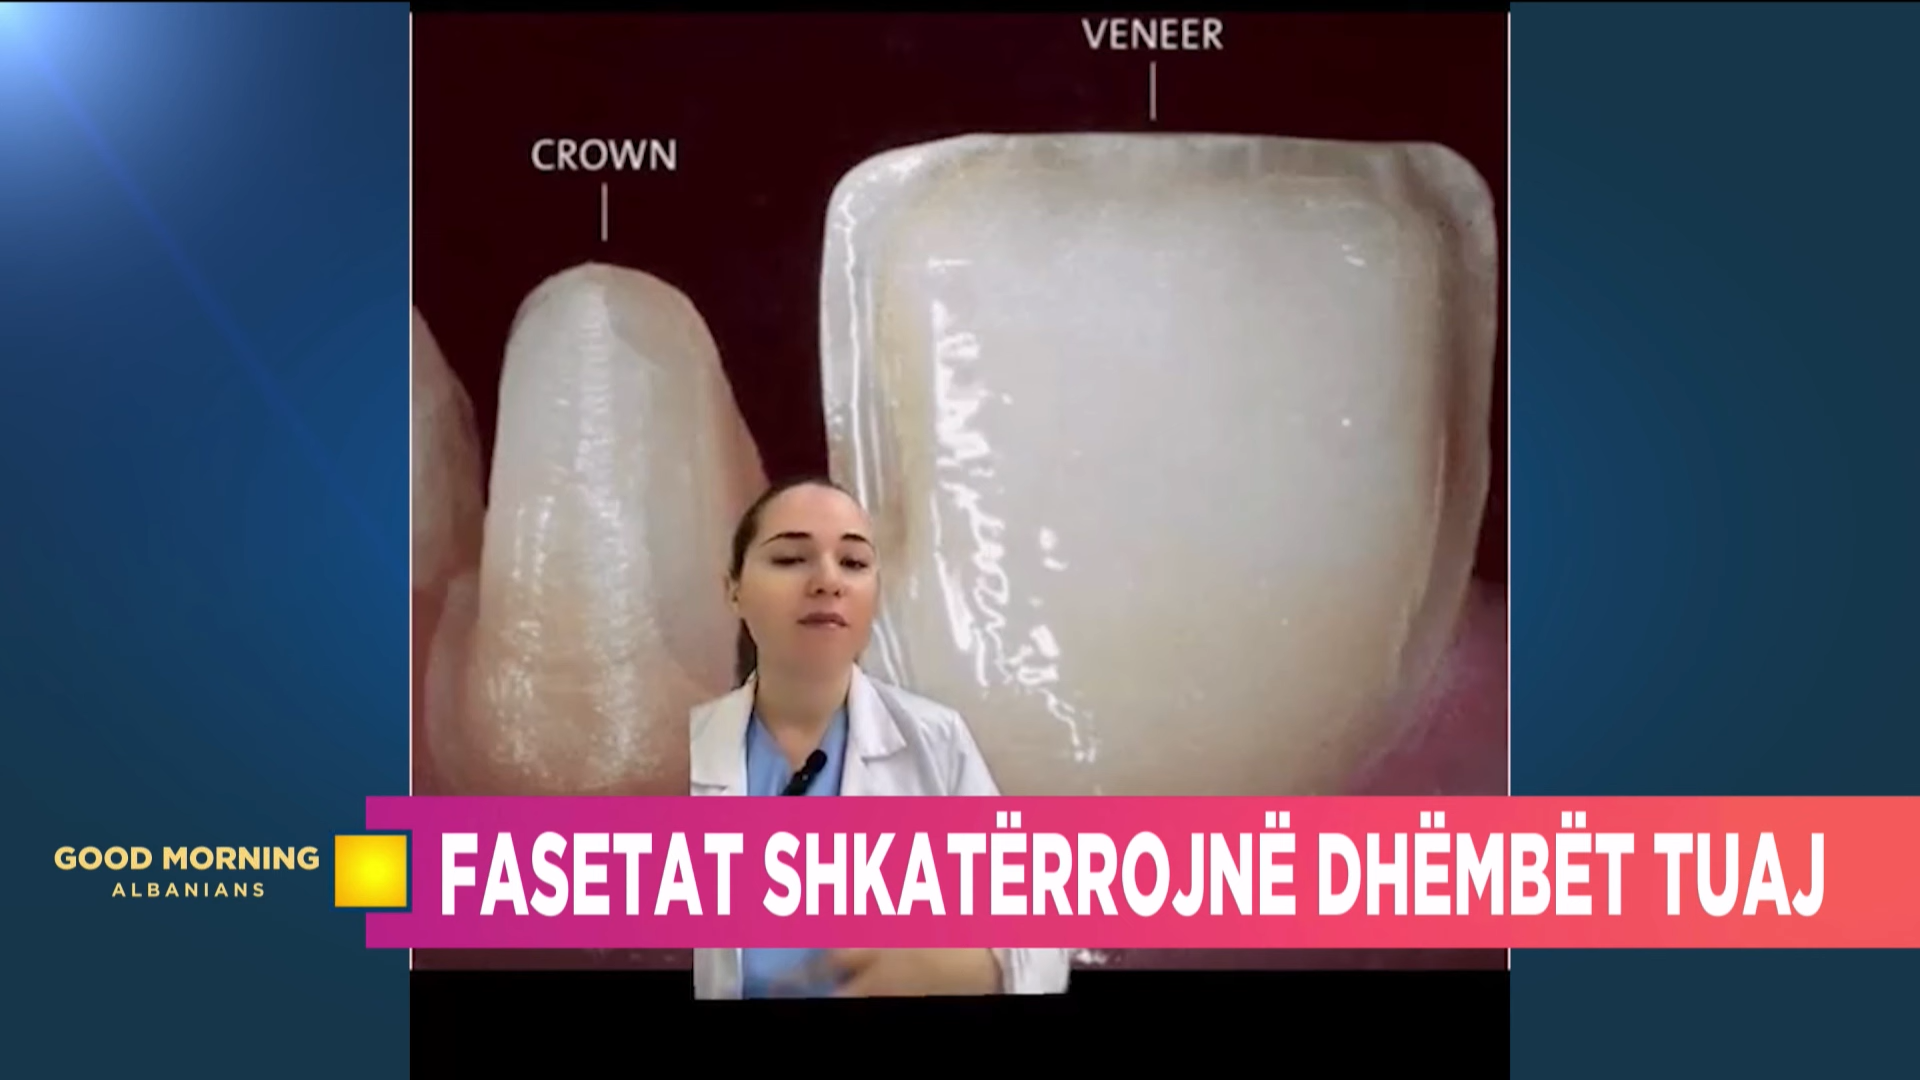 VENEER
CROWN
GOOD MORNING
ALBANIANS
FASETAT SHKATËRROJNË DHËMBËT TUAJ